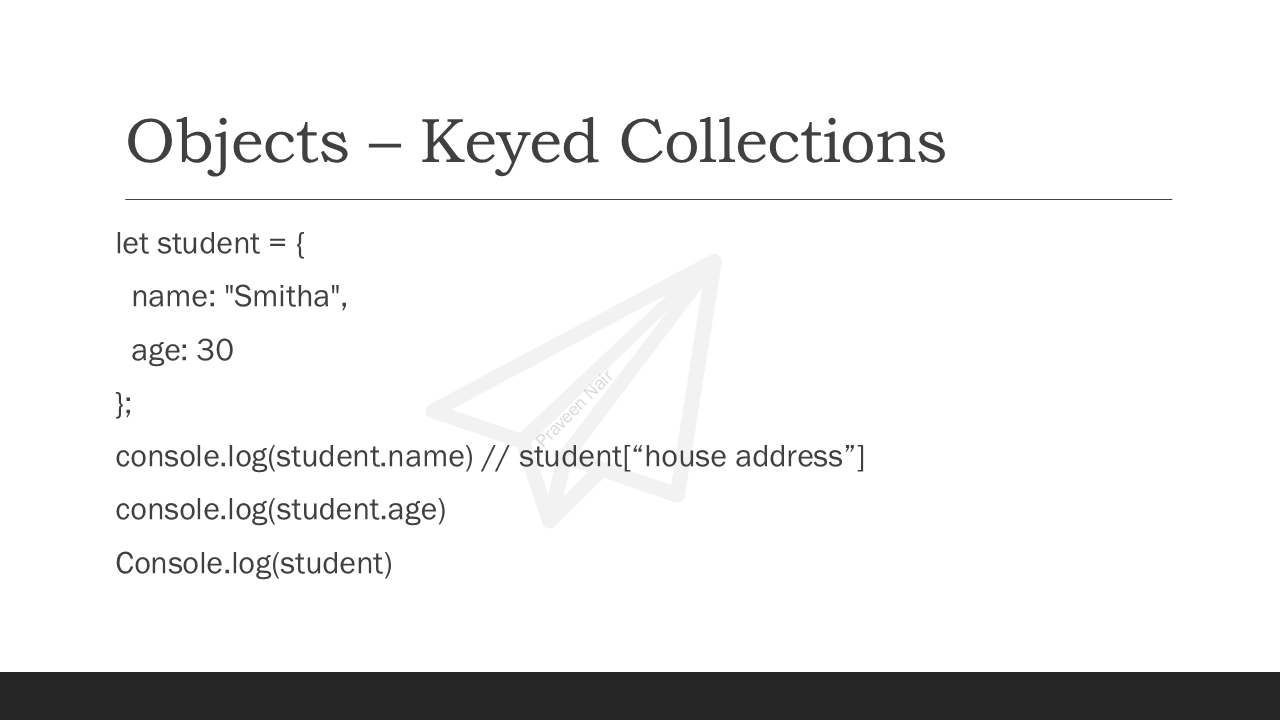 Objects – Keyed Collections
let student = {
name: "Smitha",
age: 30
};
console.log(student.name) // student[“house address”]
console.log(student.age)
Console.log(student)
Praveen Nair